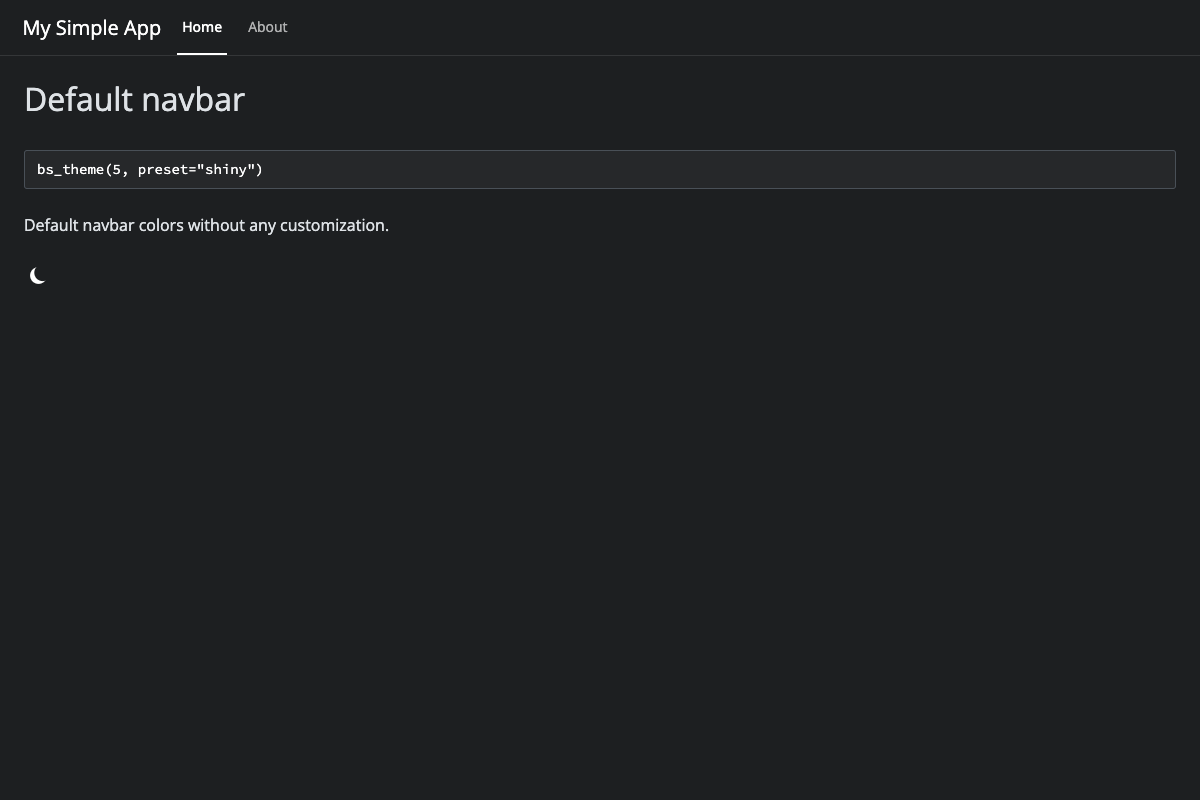 My Simple App Home About
Default navbar
bs_theme(5, preset="shiny")
Default navbar colors without any customization.